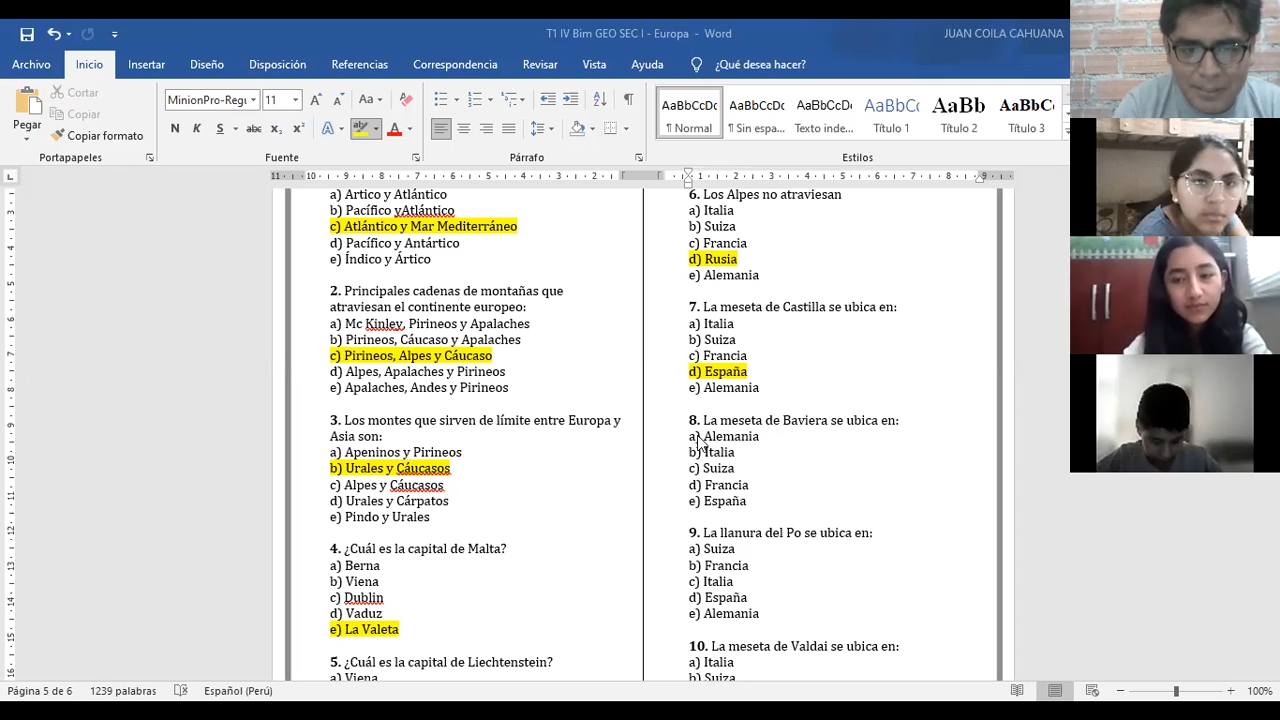 T1 IV Bim GEO SEC I - Europa - Word
JUAN COILA CAHUANA
Archivo Inicio Insertar Diseño Disposición Referencias Correspondencia Revisar Vista Ayuda ¿Qué desea hacer?
Pegar
Cortar
Copiar
Copiar formato
Portapapeles
MinionPro-Regu 11
N K S abc x₂ x²
Fuente
Párrafo
AaBbCcDc AaBbCcDc AaBbCcDc AaBbCc AaBb AaBbCc
¶ Normal ¶ Sin espa... Texto inde... Título 1 Título 2 Título 3
Estilos
a) Artico y Atlántico
b) Pacífico yAtlántico
c) Atlántico y Mar Mediterráneo
d) Pacífico y Antártico
e) Índico y Ártico
2. Principales cadenas de montañas que
atraviesan el continente europeo:
a) Mc Kinley, Pirineos y Apalaches
b) Pirineos, Cáucaso y Apalaches
c) Pirineos, Alpes y Cáucaso
d) Alpes, Apalaches y Pirineos
e) Apalaches, Andes y Pirineos
3. Los montes que sirven de límite entre Europa y
Asia son:
a) Apeninos y Pirineos
b) Urales y Cáucasos
c) Alpes y Cáucasos
d) Urales y Cárpatos
e) Pindo y Urales
4. ¿Cuál es la capital de Malta?
a) Berna
b) Viena
c) Dublin
d) Vaduz
e) La Valeta
5. ¿Cuál es la capital de Liechtenstein?
a) Viena
6. Los Alpes no atraviesan
a) Italia
b) Suiza
c) Francia
d) Rusia
e) Alemania
7. La meseta de Castilla se ubica en:
a) Italia
b) Suiza
c) Francia
d) España
e) Alemania
8. La meseta de Baviera se ubica en:
a) Alemania
b) Italia
c) Suiza
d) Francia
e) España
9. La llanura del Po se ubica en:
a) Suiza
b) Francia
c) Italia
d) España
e) Alemania
10. La meseta de Valdai se ubica en:
a) Italia
b) Suiza
Página 5 de 6 1239 palabras Español (Perú) 100%